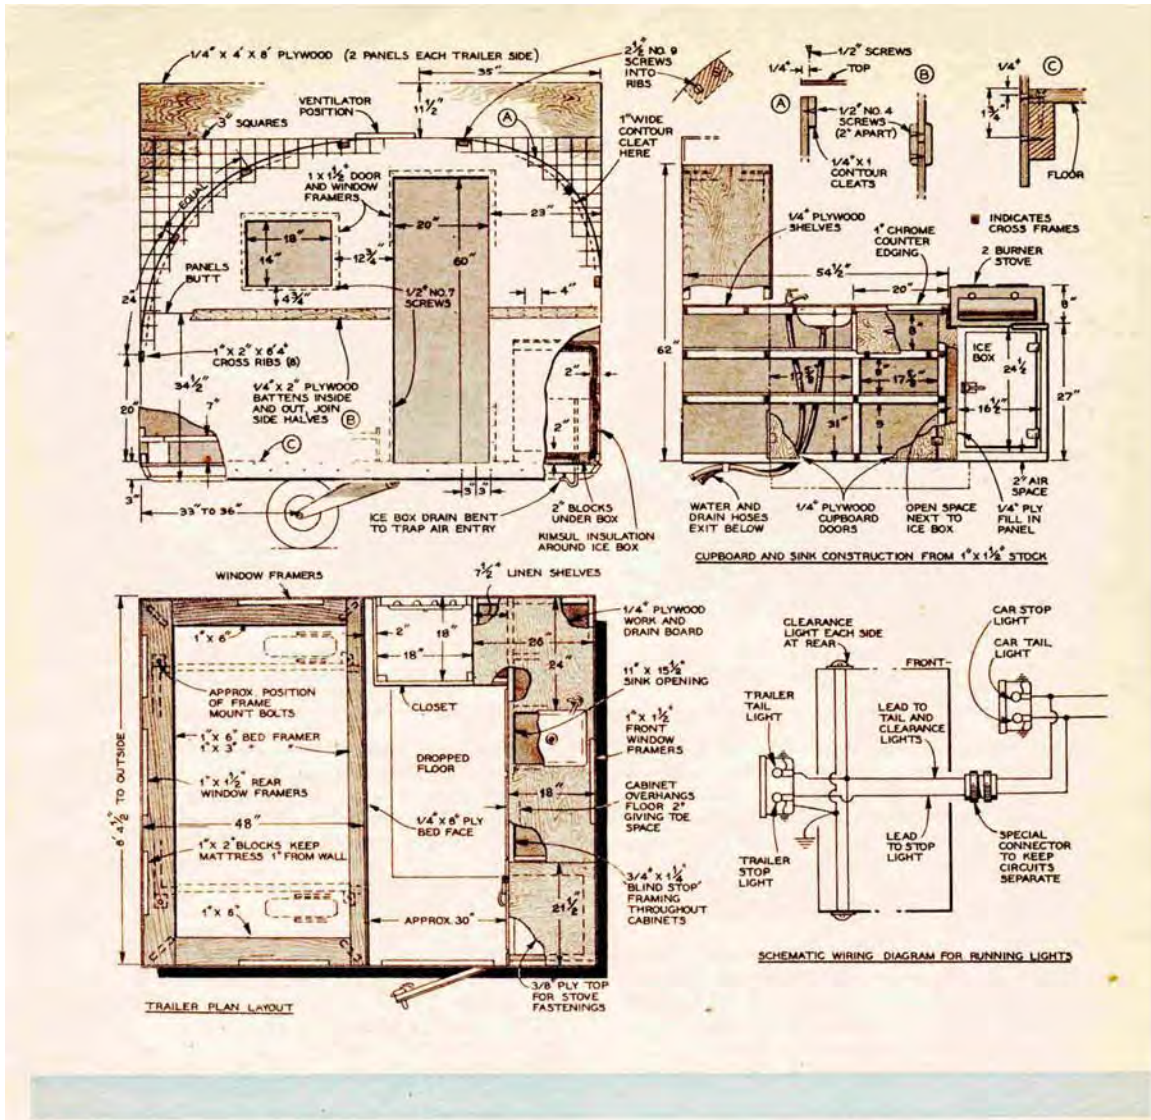 1/4" X 4' X 8' PLYWOOD (2 PANELS EACH TRAILER SIDE)
35"
2 1/2" NO. 9
SCREWS
INTO
RIBS
11 1/2"
VENTILATOR
POSITION
3" SQUARES
A
1" WIDE
CONTOUR
CLEAT
HERE
EQUAL
1 X 1 1/2" DOOR
AND WINDOW
FRAMERS
23"
20"
18"
14"
12 3/4"
60"
PANELS
BUTT
24"
4 3/4"
1/2" NO. 7
SCREWS
4"
1" X 2" X 6' 4"
CROSS RIBS (8)
34 1/2"
1/4" X 2" PLYWOOD
BATTENS INSIDE
AND OUT, JOIN
SIDE HALVES
B
2"
20"
7"
C
2"
3"
33" TO 36"
3"
3"
ICE BOX DRAIN BENT
TO TRAP AIR ENTRY
2" BLOCKS
UNDER BOX
KIMSUL INSULATION
AROUND ICE BOX
1/2" SCREWS
1/4"
TOP
A
1/2" NO. 4
SCREWS
(2" APART)
1/4" X 1
CONTOUR
CLEATS
B
C
1/4"
1 3/4"
FLOOR
INDICATES
CROSS FRAMES
1/4" PLYWOOD
SHELVES
1" CHROME
COUNTER
EDGING
2 BURNER
STOVE
54 1/2"
20"
8"
62"
ICE
BOX
24 1/2
16 1/2"
27"
31"
9
2" AIR
SPACE
WATER AND
DRAIN HOSES
EXIT BELOW
1/4" PLYWOOD
CUPBOARD
DOORS
OPEN SPACE
NEXT TO
ICE BOX
1/4" PLY
FILL IN
PANEL
CUPBOARD AND SINK CONSTRUCTION FROM 1" X 1 1/2" STOCK
WINDOW FRAMERS
7 1/2" LINEN SHELVES
1" X 6"
2"
18"
18"
26"
24"
1/4" PLYWOOD
WORK AND
DRAIN BOARD
11" X 15 1/2"
SINK OPENING
CLOSET
APPROX. POSITION
OF FRAME
MOUNT BOLTS
1" X 6" BED FRAMER
1" X 3" " "
DROPPED
FLOOR
1" X 1 1/2
FRONT
WINDOW
FRAMERS
1" X 1 1/2" REAR
WINDOW FRAMERS
6' 4 1/2" TO OUTSIDE
18"
CABINET
OVERHANGS
FLOOR 2"
GIVING TOE
SPACE
48"
1/4" X 8" PLY
BED FACE
1" X 2" BLOCKS KEEP
MATTRESS 1" FROM WALL
3/4" X 1 1/4
'BLIND STOP'
FRAMING
THROUGHOUT
CABINETS
1" X 6"
APPROX. 30"
21 1/2"
3/8 PLY TOP
FOR STOVE
FASTENINGS
TRAILER PLAN LAYOUT
CLEARANCE
LIGHT EACH SIDE
AT REAR
FRONT
CAR STOP
LIGHT
CAR TAIL
LIGHT
TRAILER
TAIL
LIGHT
LEAD TO
TAIL AND
CLEARANCE
LIGHTS
TRAILER
STOP
LIGHT
LEAD
TO STOP
LIGHT
SPECIAL
CONNECTOR
TO KEEP
CIRCUITS
SEPARATE
SCHEMATIC WIRING DIAGRAM FOR RUNNING LIGHTS